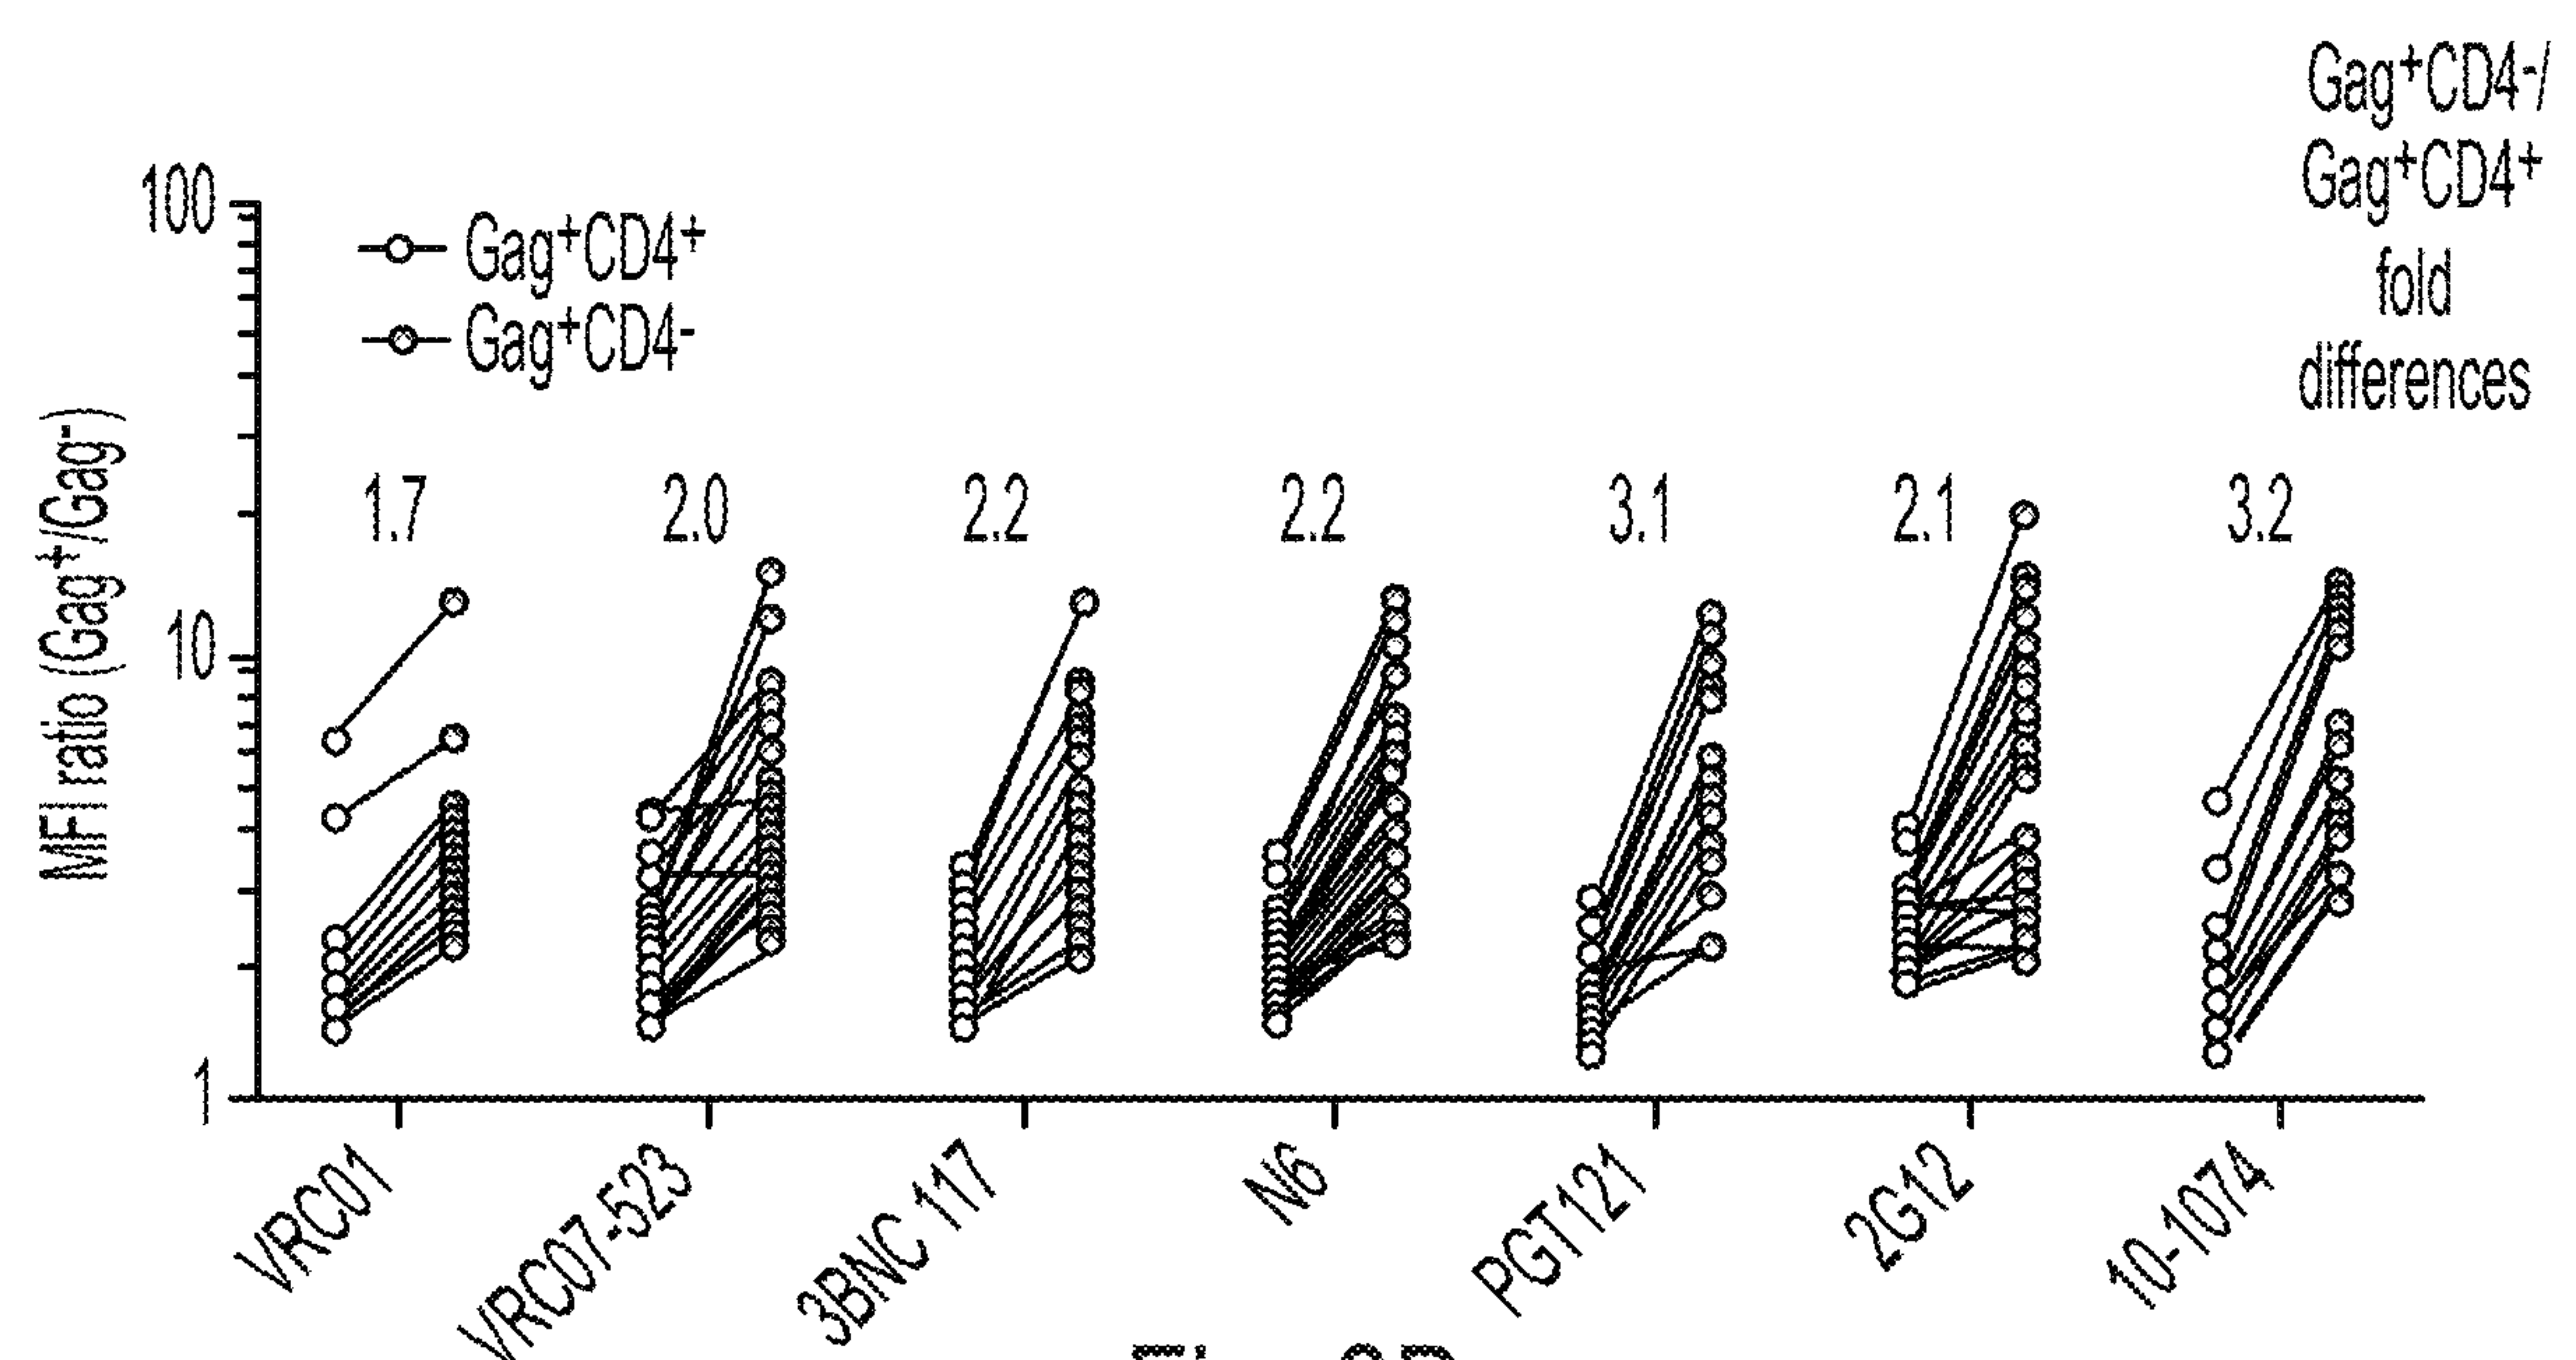 Gag⁺CD4⁻/
Gag⁺CD4⁺
fold
differences
100
10
1
MFI ratio (Gag⁺/Gag⁻)
Gag⁺CD4⁺
Gag⁺CD4⁻
1.7 2.0 2.2 2.2 3.1 2.1 3.2
VRC01 VRC07-523 3BNC 117 N6 PGT121 2G12 10-1074